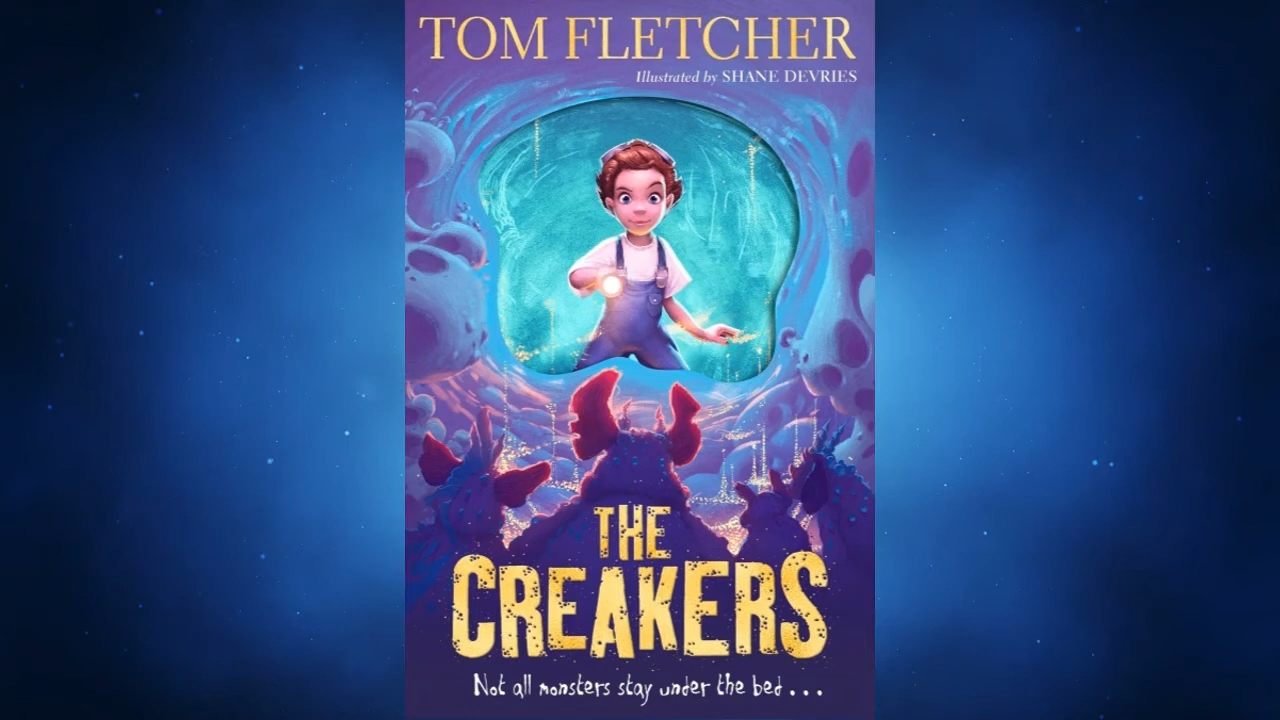 TOM FLETCHER
Illustrated by SHANE DEVRIES
THE
CREAKERS
Not all monsters stay under the bed...